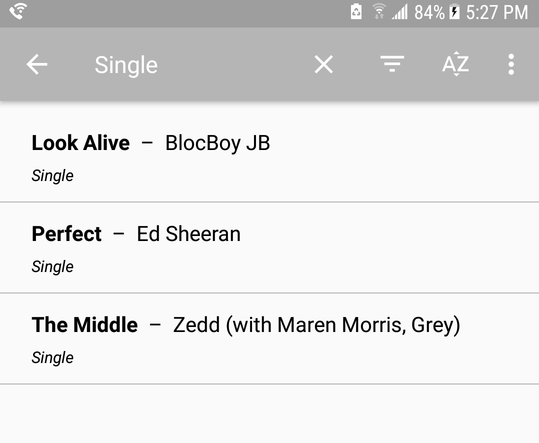 84% 5:27 PM
Single
AZ
Look Alive – BlocBoy JB
Single
Perfect – Ed Sheeran
Single
The Middle – Zedd (with Maren Morris, Grey)
Single